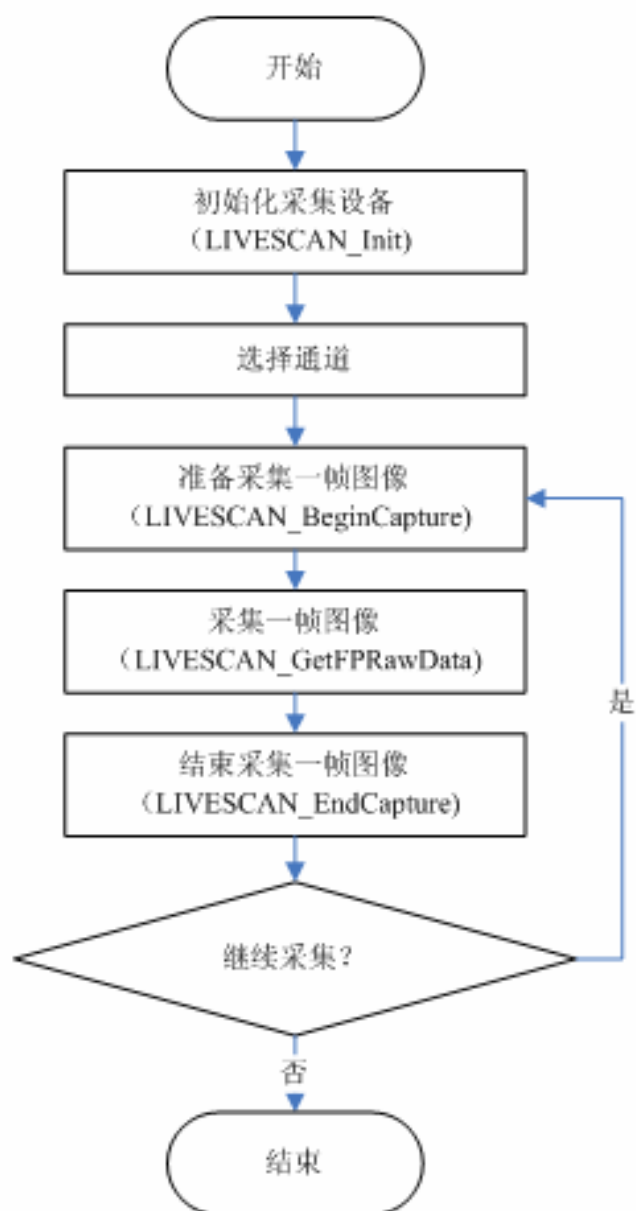 开始
初始化采集设备
（LIVESCAN_Init)
选择通道
准备采集一帧图像
（LIVESCAN_BeginCapture)
采集一帧图像
（LIVESCAN_GetFPRawData)
结束采集一帧图像
（LIVESCAN_EndCapture)
继续采集？
是
否
结束